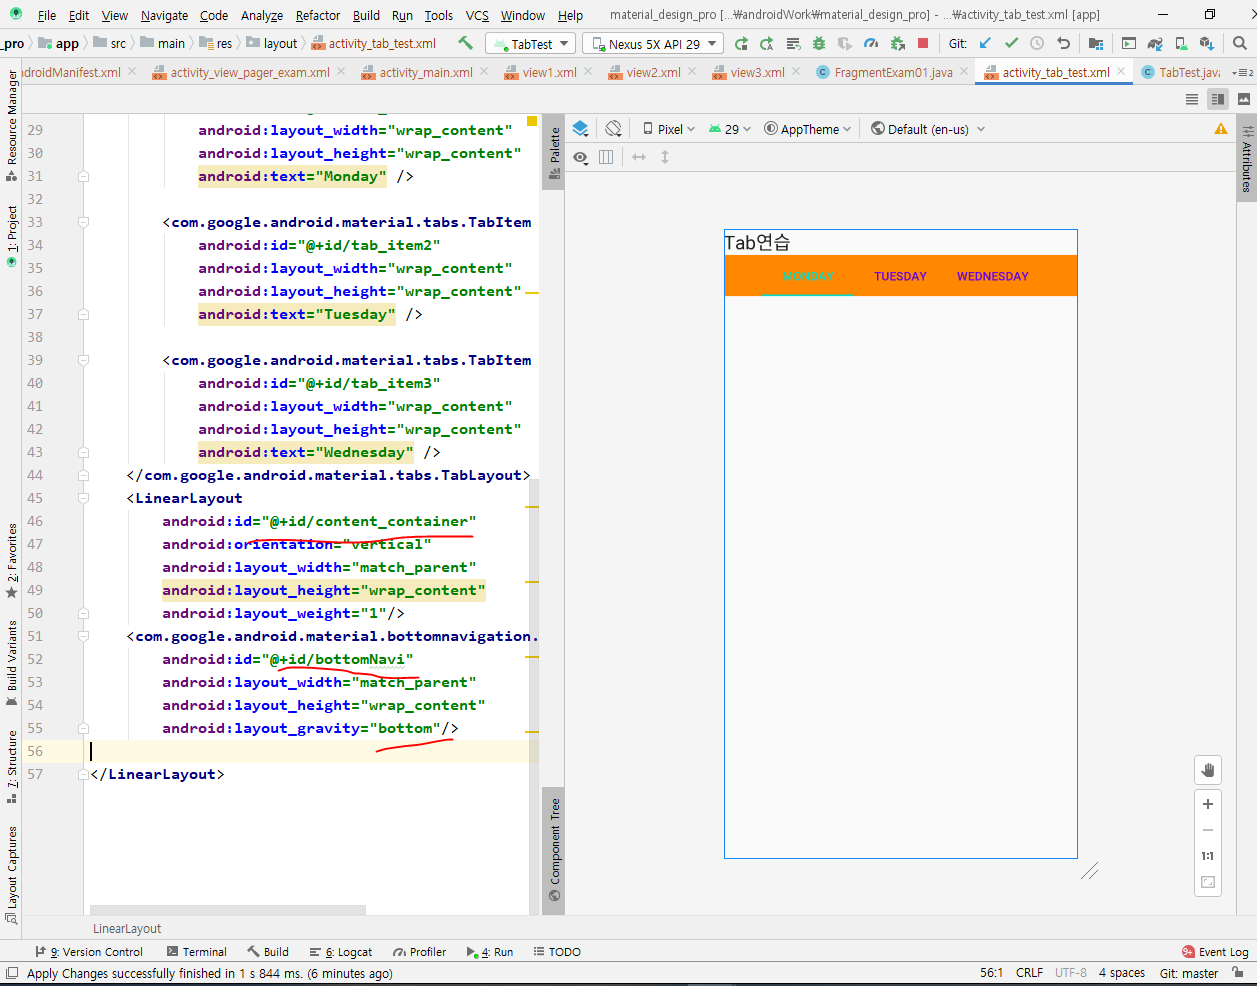 File Edit View Navigate Code Analyze Refactor Build Run Tools VCS Window Help material_design_pro [...₩androidWork₩material_design_pro] - ...₩activity_tab_test.xml [app]
_pro app src main res layout activity_tab_test.xml TabTest Nexus 5X API 29 Git:
ndroidManifest.xml activity_view_pager_exam.xml activity_main.xml view1.xml view2.xml view3.xml FragmentExam01.java activity_tab_test.xml TabTest.java 2
Resource Manager
1: Project
2: Favorites
Build Variants
7: Structure
Layout Captures
29 android:layout_width="wrap_content"
30 android:layout_height="wrap_content"
31 android:text="Monday" />
32
33 <com.google.android.material.tabs.TabItem
34 android:id="@+id/tab_item2"
35 android:layout_width="wrap_content"
36 android:layout_height="wrap_content"
37 android:text="Tuesday" />
38
39 <com.google.android.material.tabs.TabItem
40 android:id="@+id/tab_item3"
41 android:layout_width="wrap_content"
42 android:layout_height="wrap_content"
43 android:text="Wednesday" />
44 </com.google.android.material.tabs.TabLayout>
45 <LinearLayout
46 android:id="@+id/content_container"
47 android:orientation="vertical"
48 android:layout_width="match_parent"
49 android:layout_height="wrap_content"
50 android:layout_weight="1"/>
51 <com.google.android.material.bottomnavigation.
52 android:id="@+id/bottomNavi"
53 android:layout_width="match_parent"
54 android:layout_height="wrap_content"
55 android:layout_gravity="bottom"/>
56
57 </LinearLayout>
Palette
Component Tree
Pixel 29 AppTheme Default (en-us)
Attributes
Tab연습
MONDAY TUESDAY WEDNESDAY
1:1
LinearLayout
9: Version Control Terminal Build 6: Logcat Profiler 4: Run TODO 9+ Event Log
Apply Changes successfully finished in 1 s 844 ms. (6 minutes ago) 56:1 CRLF UTF-8 4 spaces Git: master